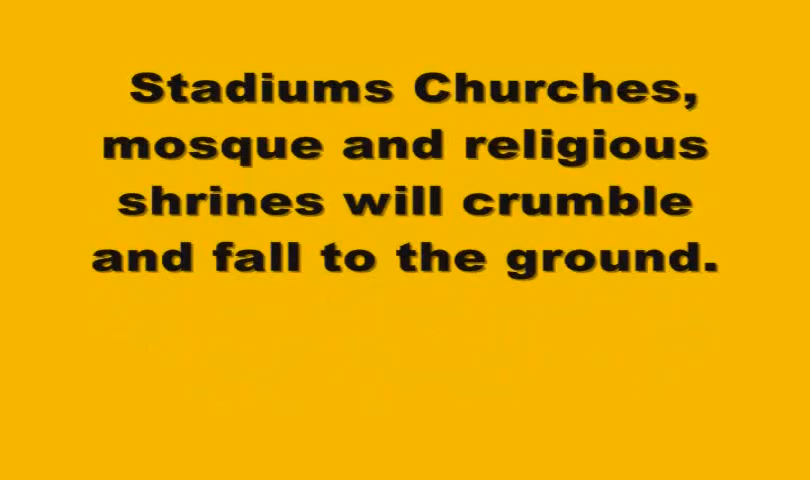 Stadiums Churches,
mosque and religious
shrines will crumble
and fall to the ground.